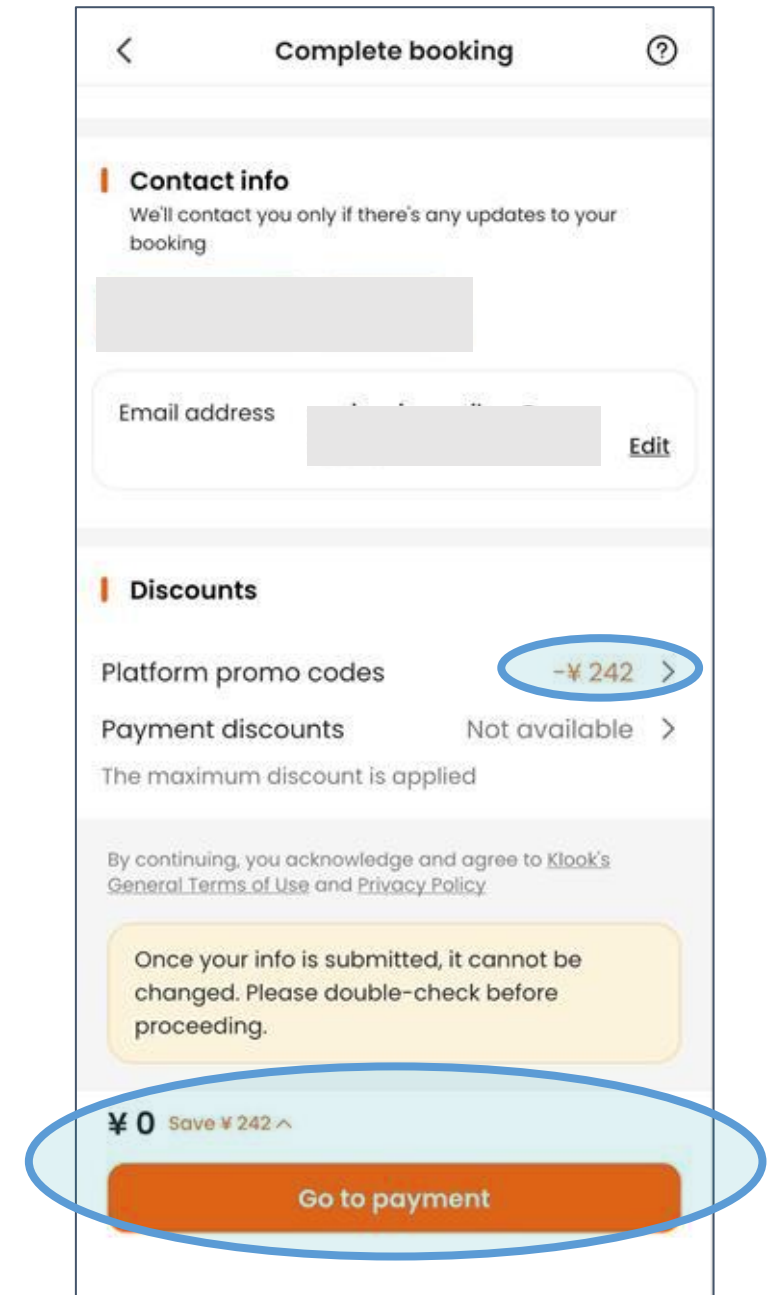 Complete booking
Contact info
We'll contact you only if there's any updates to your
booking
Email address
Edit
Discounts
Platform promo codes -¥ 242
Payment discounts Not available
The maximum discount is applied
By continuing, you acknowledge and agree to Klook's
General Terms of Use and Privacy Policy
Once your info is submitted, it cannot be
changed. Please double-check before
proceeding.
¥ 0 Save ¥ 242
Go to payment